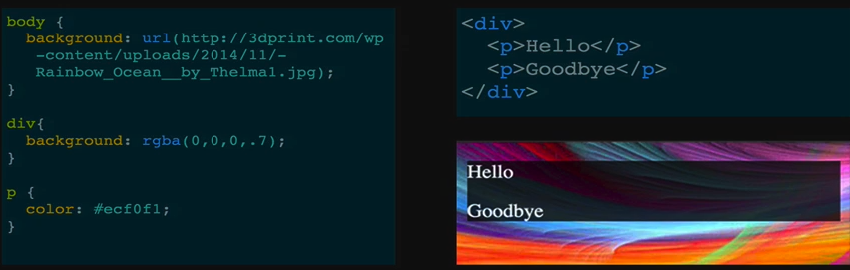 body {
background: url(http://3dprint.com/wp
-content/uploads/2014/11/-
Rainbow_Ocean__by_Thelma1.jpg);
}
div{
background: rgba(0,0,0,.7);
}
p {
color: #ecf0f1;
}
<div>
<p>Hello</p>
<p>Goodbye</p>
</div>
Hello
Goodbye